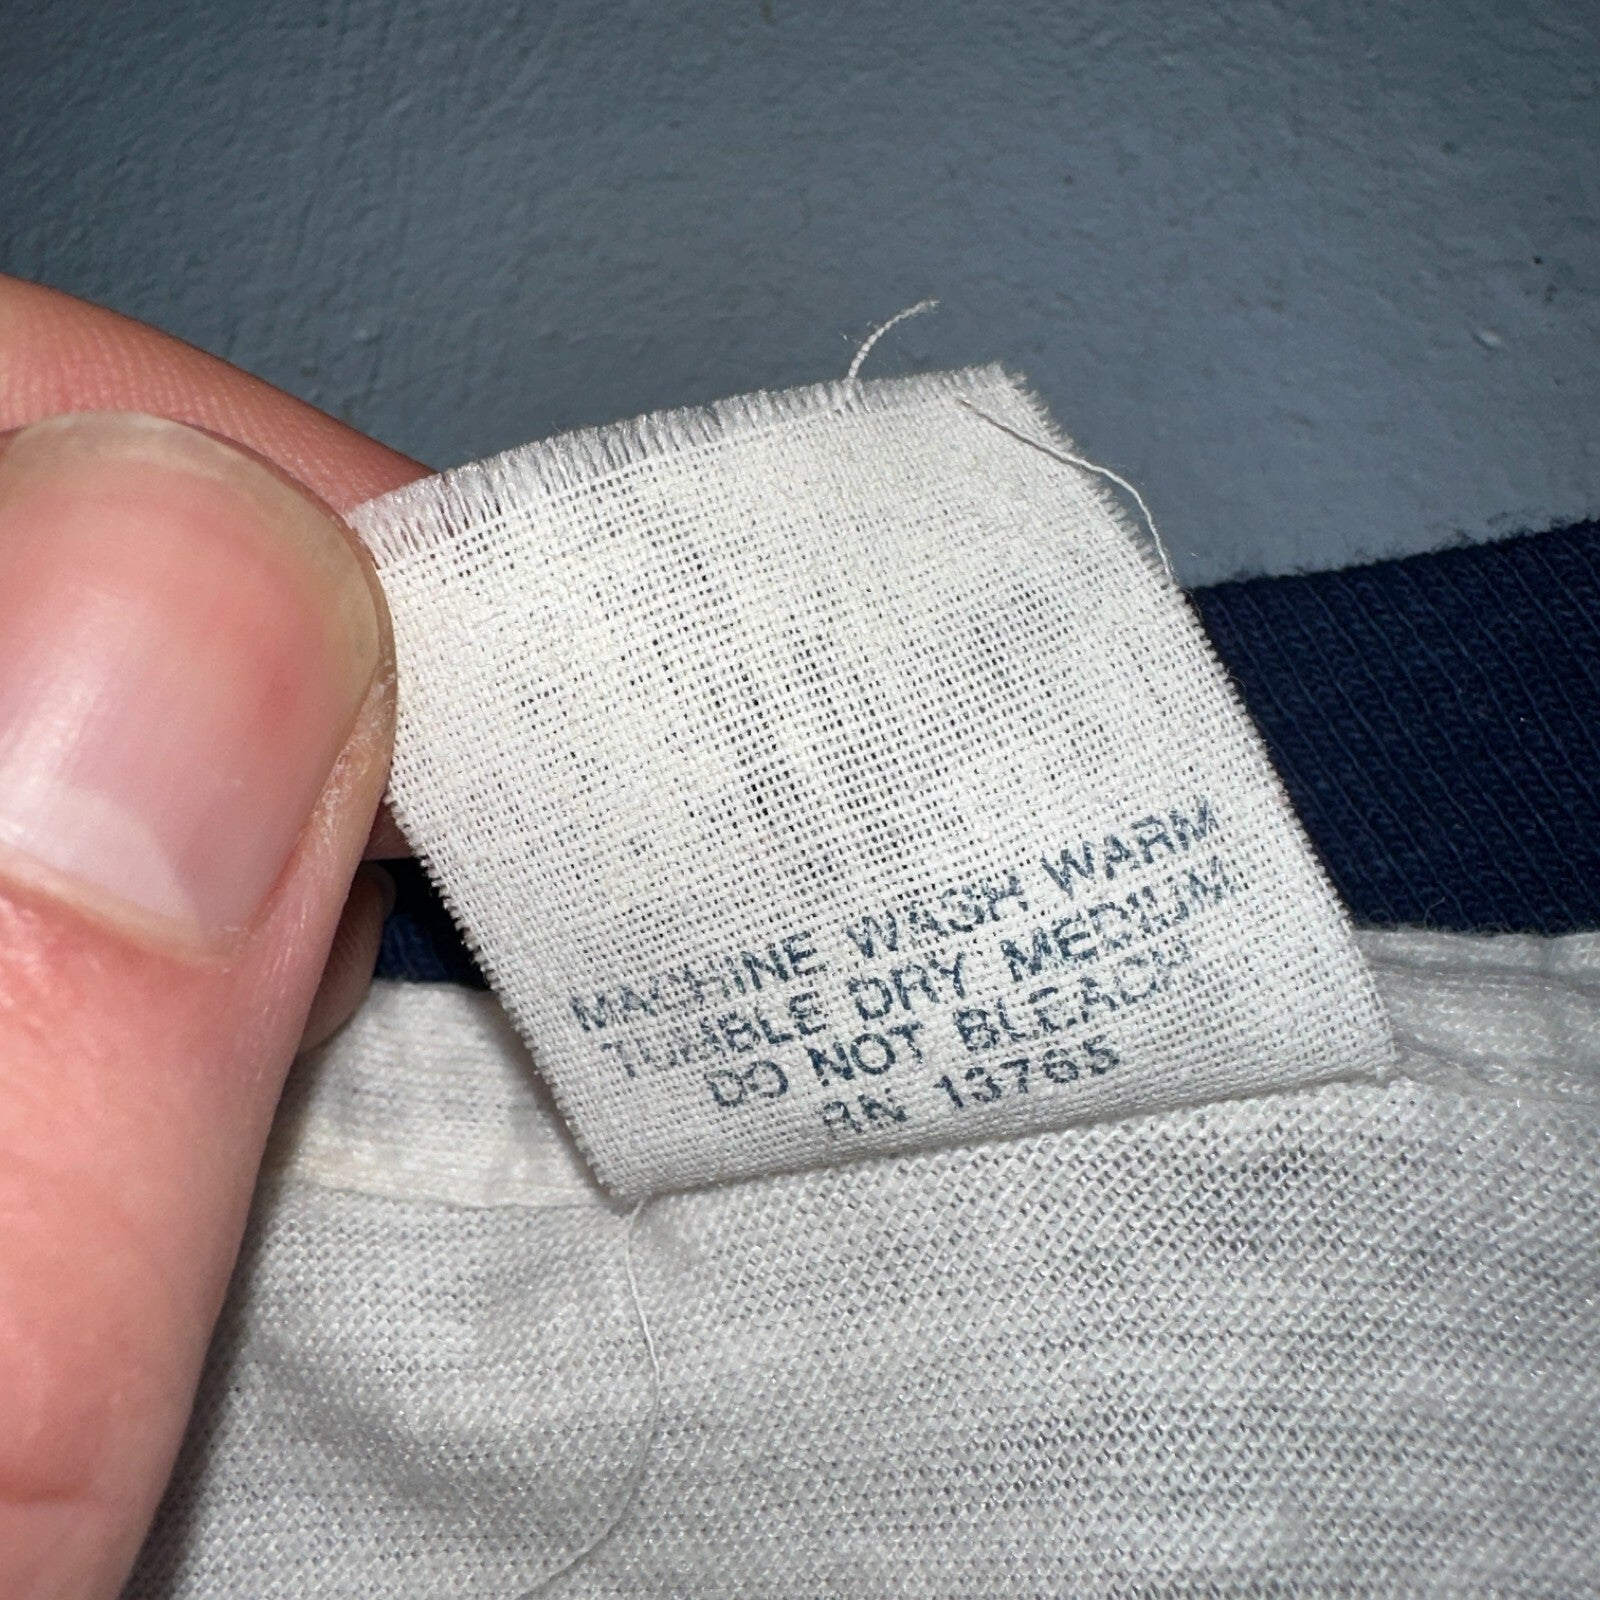 MACHINE WASH WARM
TUMBLE DRY MEDIUM
DO NOT BLEACH
RN 13765